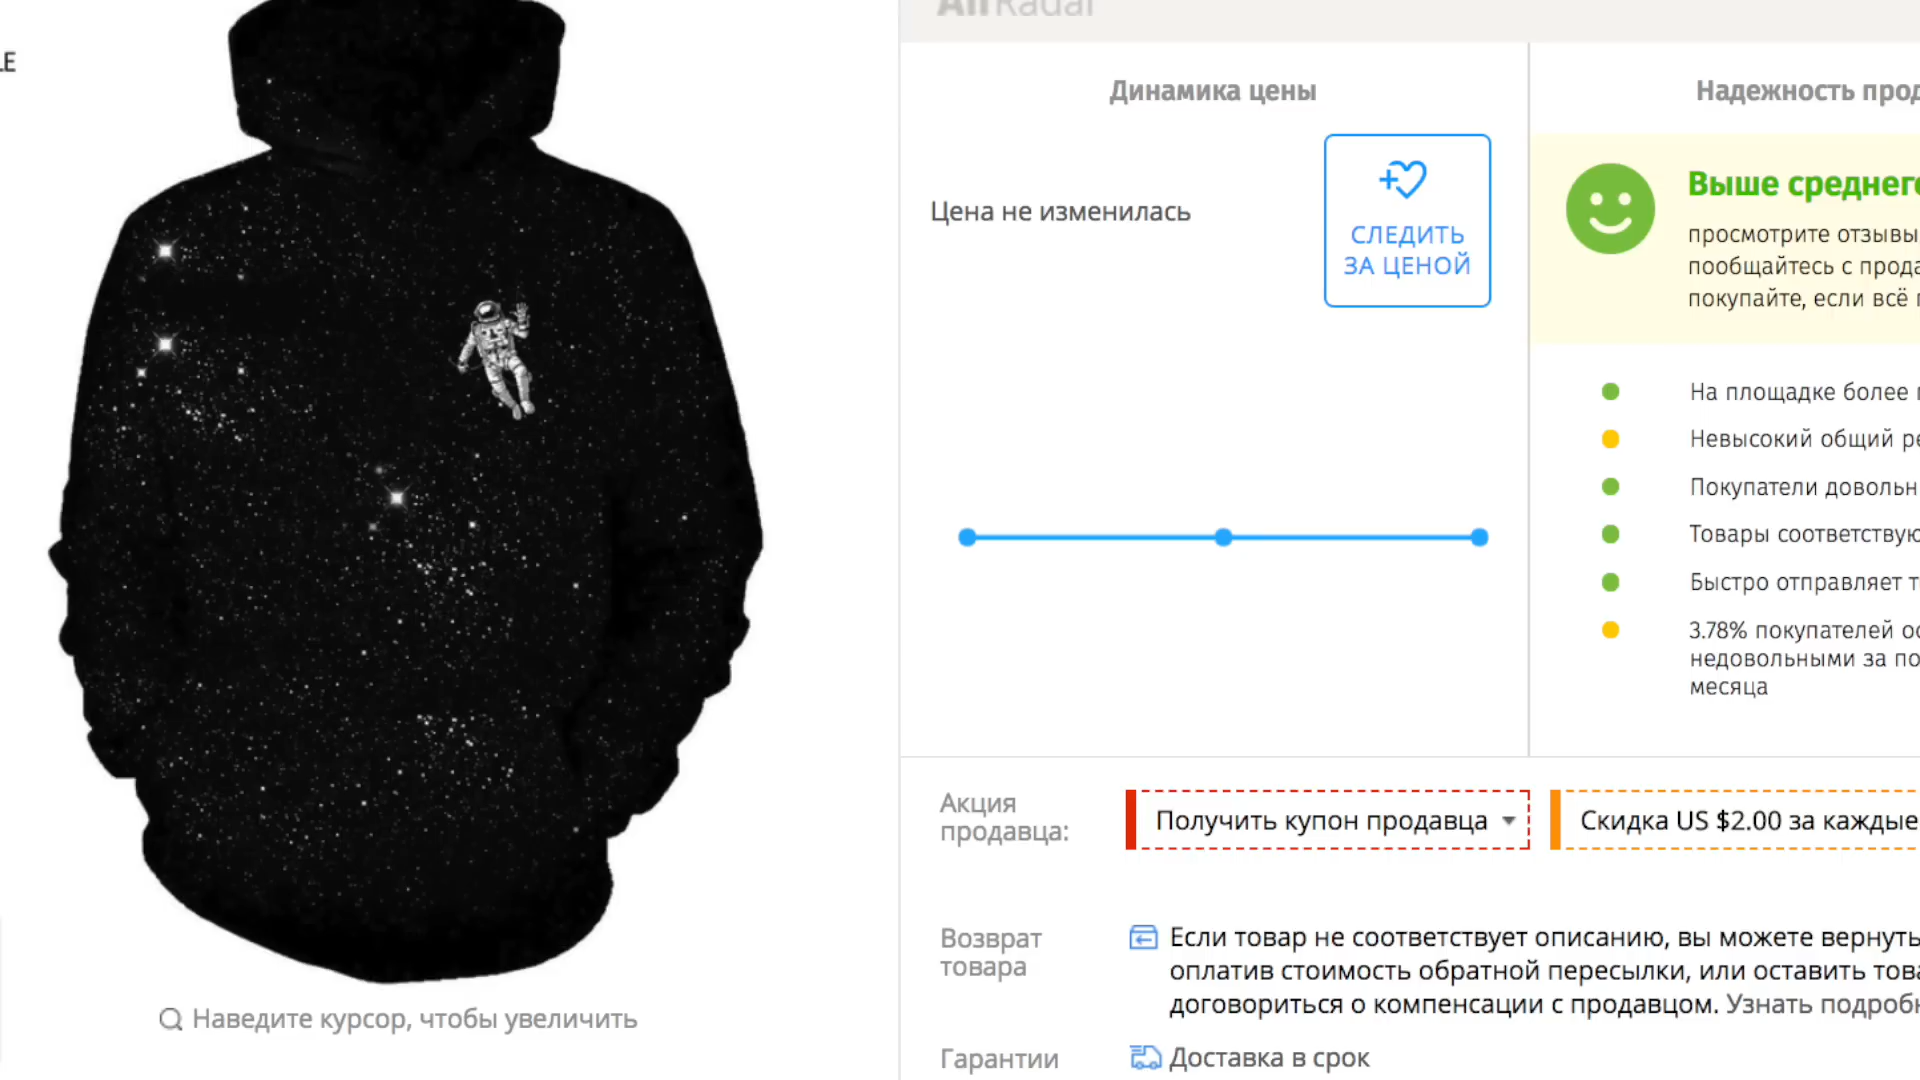 LE
AliRadar
Динамика цены
Цена не изменилась
СЛЕДИТЬ
ЗА ЦЕНОЙ
Надежность прод
Выше среднего
просмотрите отзывы
пообщайтесь с прода
покупайте, если всё
На площадке более
Невысокий общий ре
Покупатели довольн
Товары соответствую
Быстро отправляет т
3.78% покупателей ос
недовольными за по
месяца
Акция
продавца:
Получить купон продавца
Скидка US $2.00 за каждые
Возврат
товара
Если товар не соответствует описанию, вы можете вернуть
оплатив стоимость обратной пересылки, или оставить това
договориться о компенсации с продавцом. Узнать подробн
Гарантии
Доставка в срок
Наведите курсор, чтобы увеличить